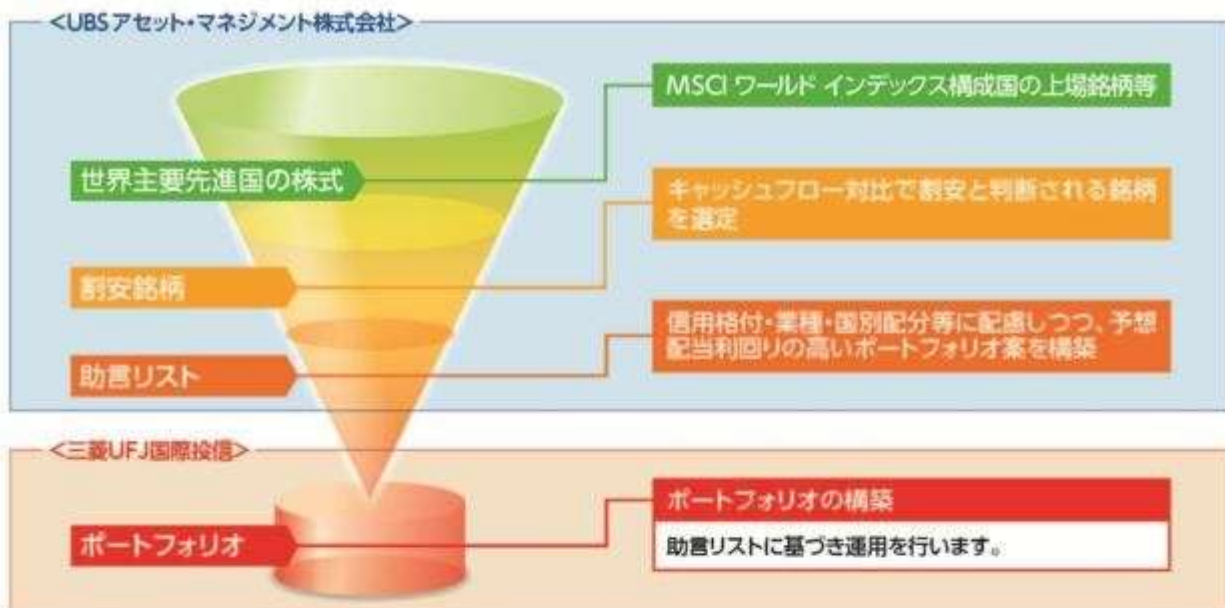 <UBSアセット・マネジメント株式会社>
MSCI ワールド インデックス構成国の上場銘柄等
世界主要先進国の株式
キャッシュフロー対比で割安と判断される銘柄
を選定
割安銘柄
信用格付・業種・国別配分等に配慮しつつ、予想
配当利回りの高いポートフォリオ案を構築
助言リスト
<三菱UFJ国際投信>
ポートフォリオの構築
ポートフォリオ
助言リストに基づき運用を行います。